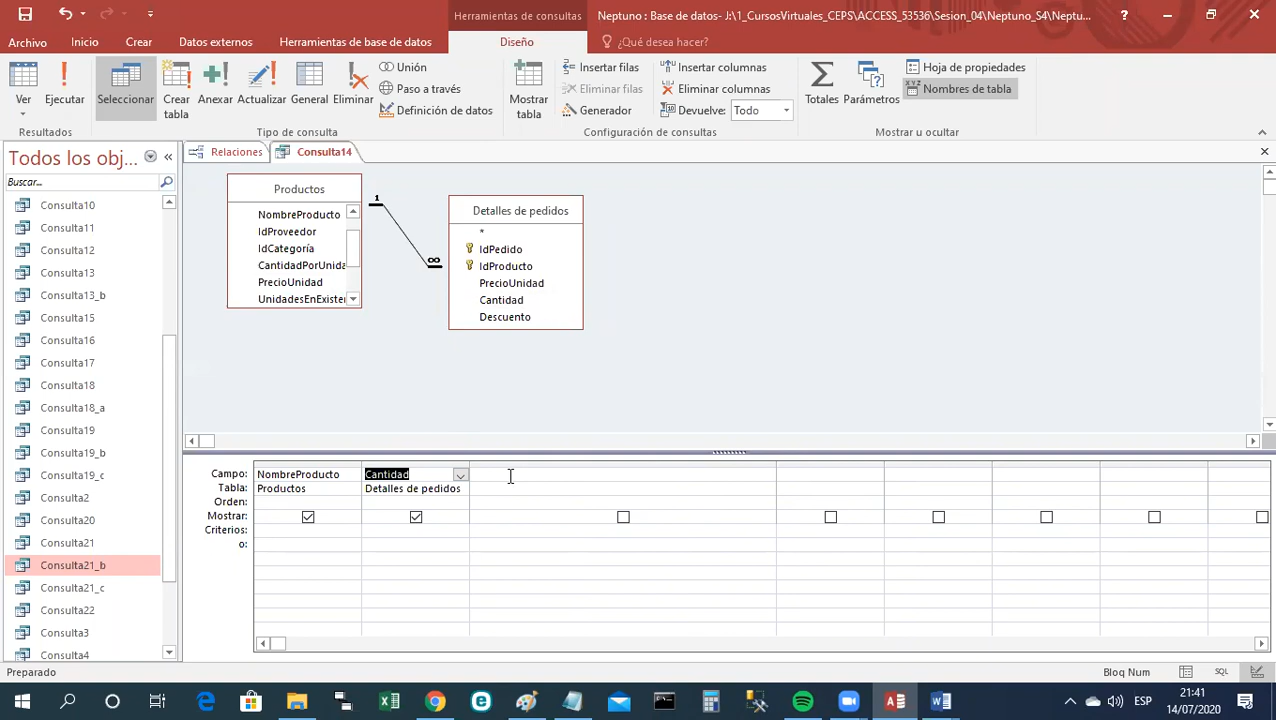 Herramientas de consultas
Neptuno : Base de datos- J:\1_CursosVirtuales_CEPS\ACCESS_53536\Sesion_04\Neptuno_S4\Neptu...
?
Archivo
Inicio
Crear
Datos externos
Herramientas de base de datos
Diseño
¿Qué desea hacer?
Ver
Ejecutar
Resultados
Seleccionar
Crear tabla
Anexar
Actualizar
General
Eliminar
Unión
Paso a través
Definición de datos
Tipo de consulta
Mostrar tabla
Insertar filas
Eliminar filas
Generador
Insertar columnas
Eliminar columnas
Devuelve: Todo
Configuración de consultas
Totales
Parámetros
Hoja de propiedades
XYZ Nombres de tabla
Mostrar u ocultar
Todos los obj...
Buscar...
Consulta10
Consulta11
Consulta12
Consulta13
Consulta13_b
Consulta15
Consulta16
Consulta17
Consulta18
Consulta18_a
Consulta19
Consulta19_b
Consulta19_c
Consulta2
Consulta20
Consulta21
Consulta21_b
Consulta21_c
Consulta22
Consulta3
Consulta4
Relaciones
Consulta14
Productos
NombreProducto
IdProveedor
IdCategoría
CantidadPorUnida
PrecioUnidad
UnidadesEnExister
1
∞
Detalles de pedidos
*
IdPedido
IdProducto
PrecioUnidad
Cantidad
Descuento
Campo: NombreProducto Cantidad
Tabla: Productos Detalles de pedidos
Orden:
Mostrar:
Criterios:
o:
Preparado
Bloq Num
SQL
ESP
21:41
14/07/2020